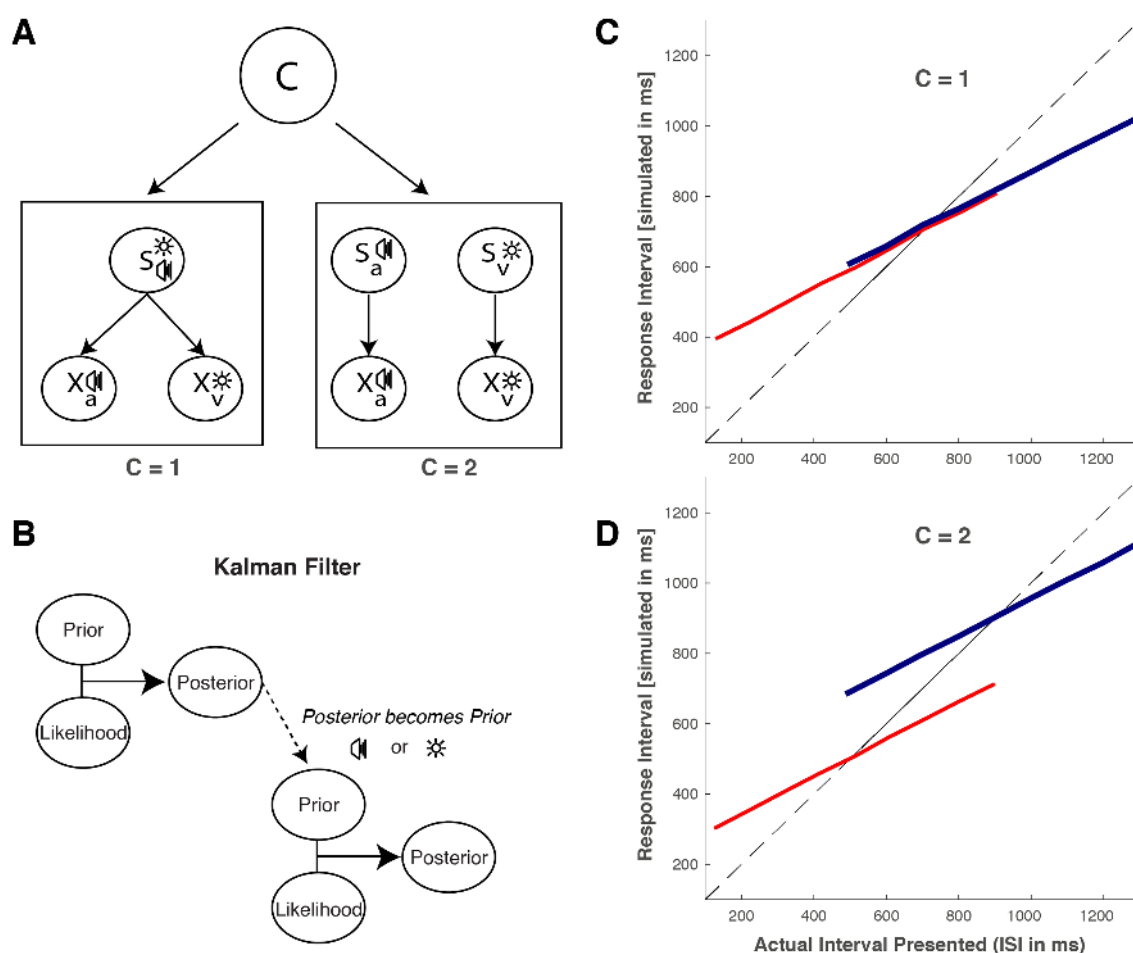 A
C
S
X a
X v
C = 1
S a
S v
X a
X v
C = 2
B
Kalman Filter
Prior
Likelihood
Posterior
Posterior becomes Prior
or
Prior
Likelihood
Posterior
C
C = 1
Response Interval [simulated in ms]
1200
1000
800
600
400
200
200 400 600 800 1000 1200
D
C = 2
Response Interval [simulated in ms]
1200
1000
800
600
400
200
200 400 600 800 1000 1200
Actual Interval Presented (ISI in ms)